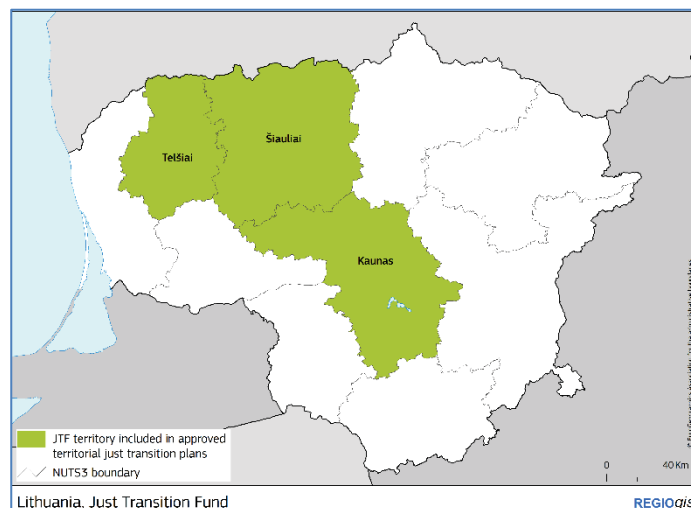 Telšiai
Šiauliai
Kaunas
JTF territory included in approved
territorial just transition plans
NUTS3 boundary
0 40 Km
Lithuania, Just Transition Fund
REGIOgis